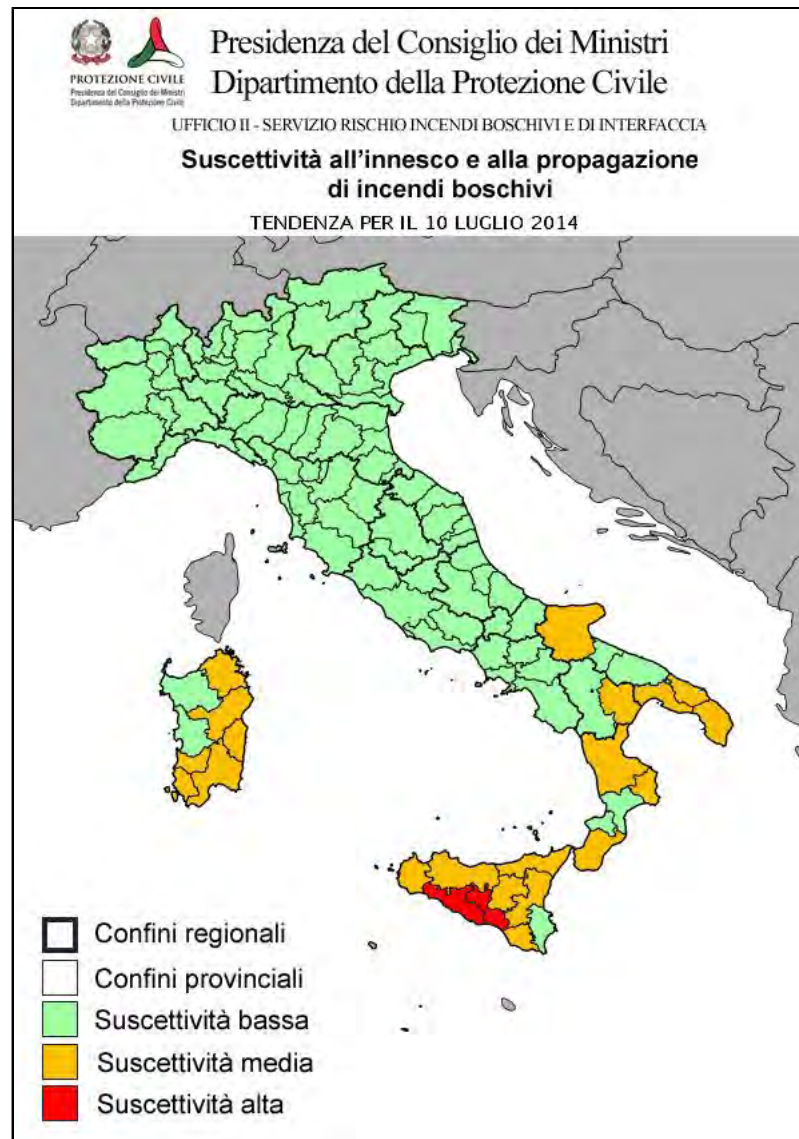 PROTEZIONE CIVILE
Presidenza del Consiglio dei Ministri
Dipartimento della Protezione Civile
Presidenza del Consiglio dei Ministri
Dipartimento della Protezione Civile
UFFICIO II - SERVIZIO RISCHIO INCENDI BOSCHIVI E DI INTERFACCIA
Suscettività all'innesco e alla propagazione
di incendi boschivi
TENDENZA PER IL 10 LUGLIO 2014
Confini regionali
Confini provinciali
Suscettività bassa
Suscettività media
Suscettività alta